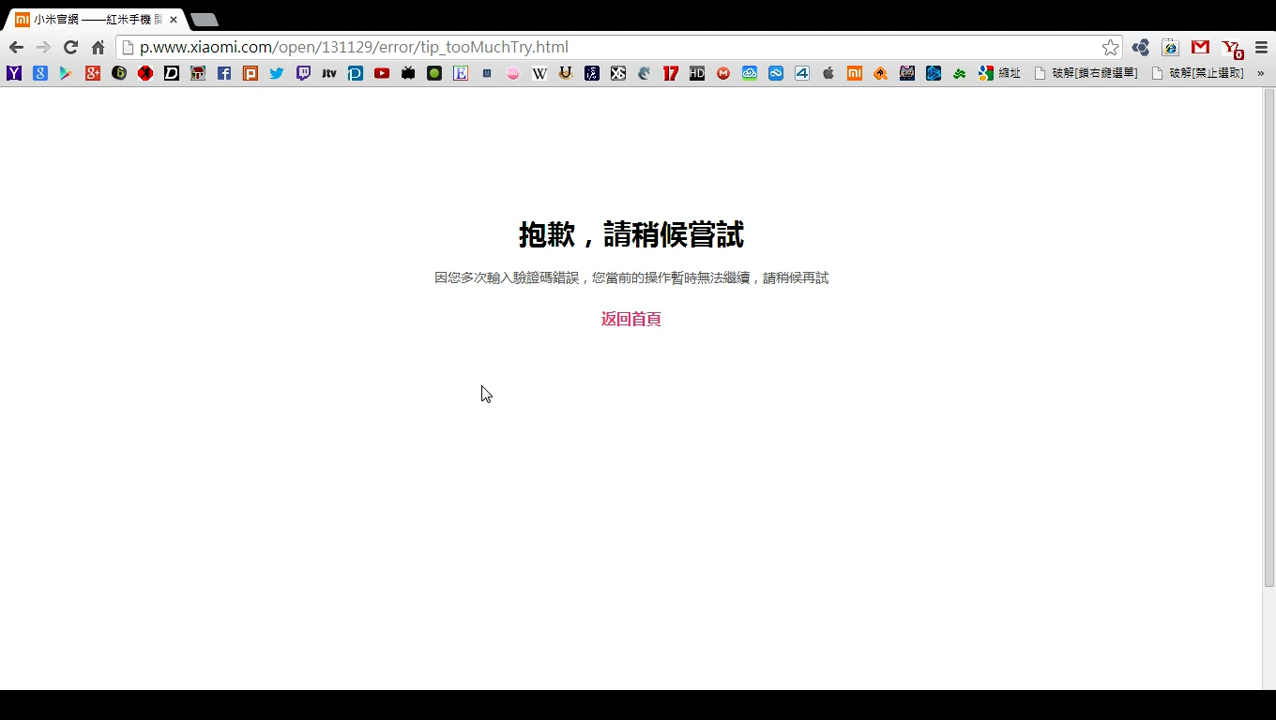 小米官網 ——紅米手機 開
p.www.xiaomi.com/open/131129/error/tip_tooMuchTry.html
網址 破解[鎖右鍵選單] 破解[禁止選取] »
抱歉，請稍候嘗試
因您多次輸入驗證碼錯誤，您當前的操作暫時無法繼續，請稍候再試
返回首頁